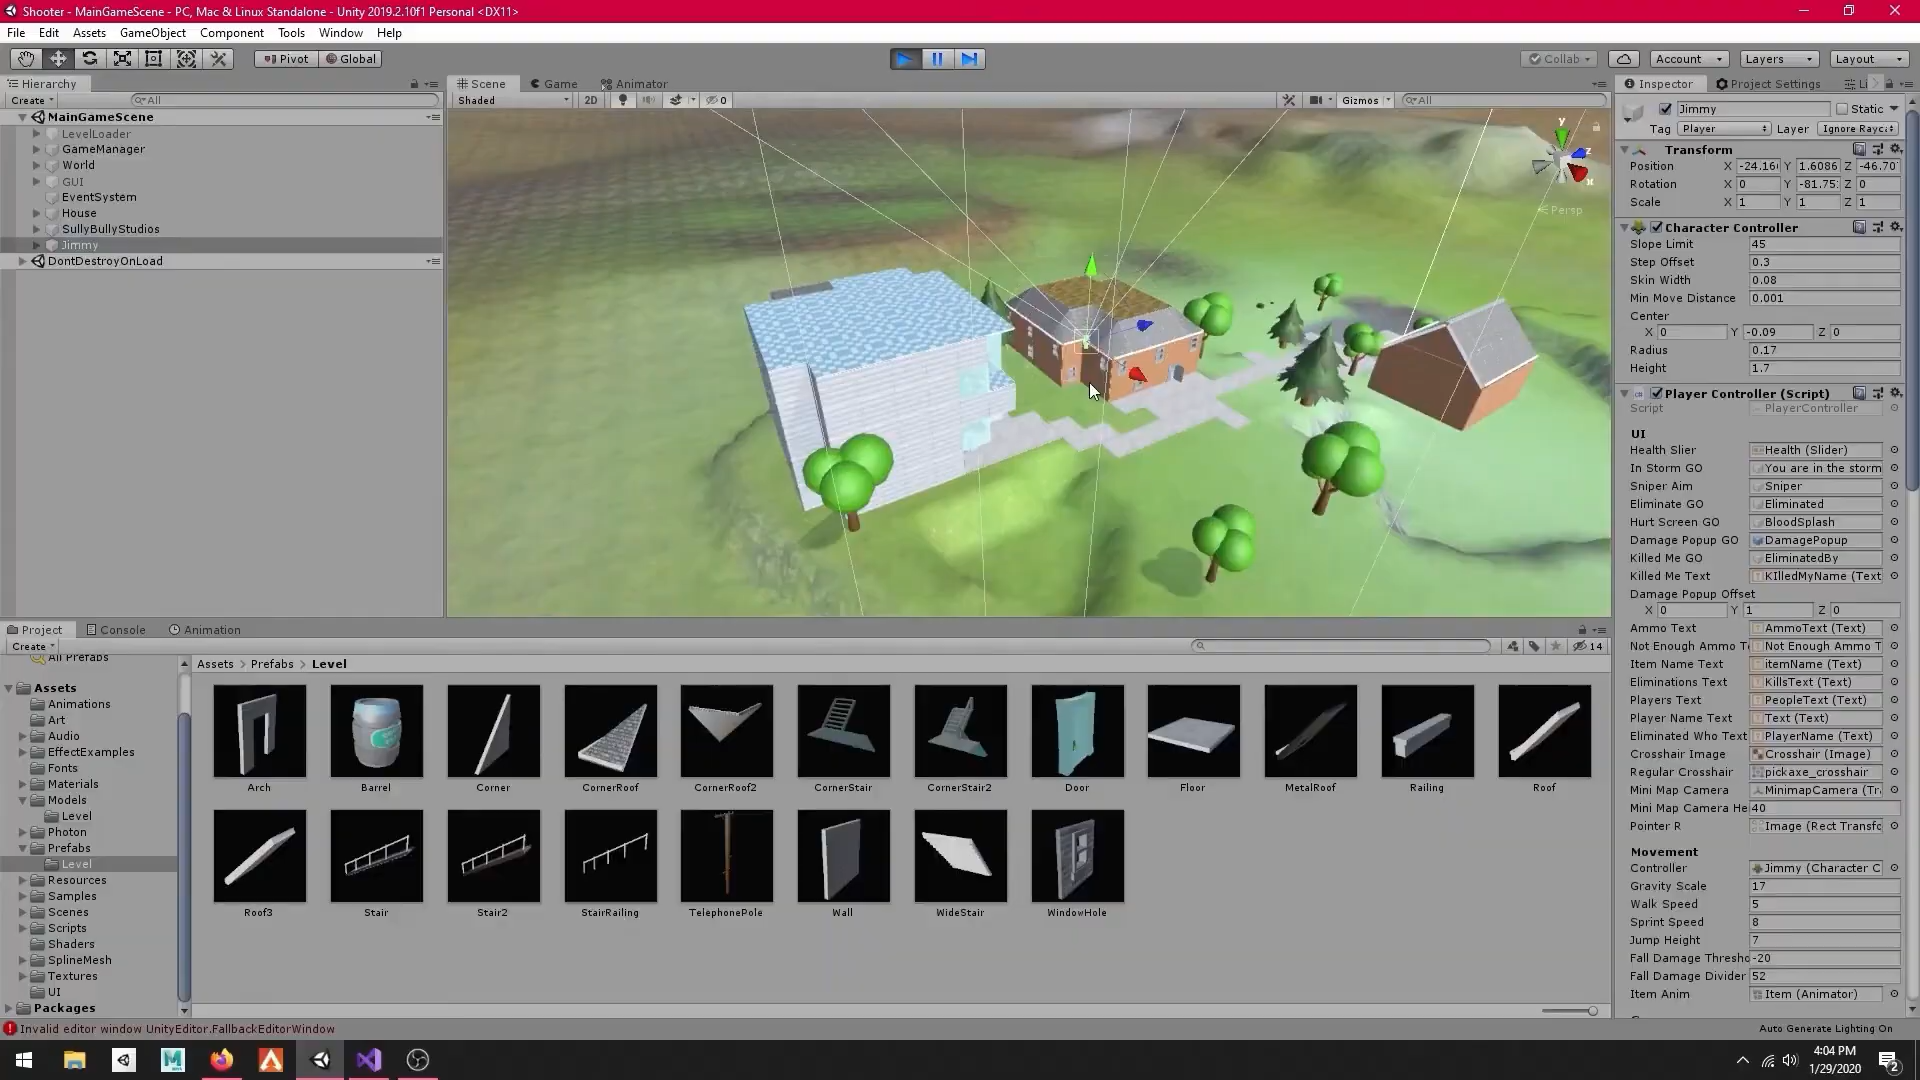 Shooter - MainGameScene - PC, Mac & Linux Standalone - Unity 2019.2.10f1 Personal <DX11>
File Edit Assets GameObject Component Tools Window Help
Pivot Global Collab Account Layers Layout
Hierarchy
Create All
MainGameScene
LevelLoader
GameManager
World
GUI
EventSystem
House
SullyBullyStudios
Jimmy
DontDestroyOnLoad
Scene Game Animator
Shaded 2D 0 Gizmos All
y
z
x
Persp
Inspector Project Settings Li
Jimmy Static
Tag Player Layer Ignore Rayca
Transform
Position X -24.16 Y 1.6086 Z -46.70
Rotation X 0 Y -81.75 Z 0
Scale X 1 Y 1 Z 1
Character Controller
Slope Limit 45
Step Offset 0.3
Skin Width 0.08
Min Move Distance 0.001
Center
X 0 Y -0.09 Z 0
Radius 0.17
Height 1.7
Player Controller (Script)
Script PlayerController
UI
Health Slier Health (Slider)
In Storm GO You are in the storm
Sniper Aim Sniper
Eliminate GO Eliminated
Hurt Screen GO BloodSplash
Damage Popup GO DamagePopup
Killed Me GO EliminatedBy
Killed Me Text KIlledMyName (Text
Damage Popup Offset
X 0 Y 1 Z 0
Ammo Text AmmoText (Text)
Not Enough Ammo T Not Enough Ammo T
Item Name Text itemName (Text)
Eliminations Text KillsText (Text)
Players Text PeopleText (Text)
Player Name Text Text (Text)
Eliminated Who Text PlayerName (Text)
Crosshair Image Crosshair (Image)
Regular Crosshair pickaxe_crosshair
Mini Map Camera MinimapCamera (Tr
Mini Map Camera He 40
Pointer R Image (Rect Transfo
Movement
Controller Jimmy (Character C
Gravity Scale 17
Walk Speed 5
Sprint Speed 8
Jump Height 7
Fall Damage Thresho -20
Fall Damage Divider 52
Item Anim Item (Animator)
Project Console Animation
Create 14
All Prefabs
Assets
Animations
Art
Audio
EffectExamples
Fonts
Materials
Models
Level
Photon
Prefabs
Level
Resources
Samples
Scenes
Scripts
Shaders
SplineMesh
Textures
UI
Packages
Assets > Prefabs > Level
Arch Barrel Corner CornerRoof CornerRoof2 CornerStair CornerStair2 Door Floor MetalRoof Railing Roof
Roof3 Stair Stair2 StairRailing TelephonePole Wall WideStair WindowHole
Invalid editor window UnityEditor.FallbackEditorWindow
Auto Generate Lighting On
4:04 PM
1/29/2020
2